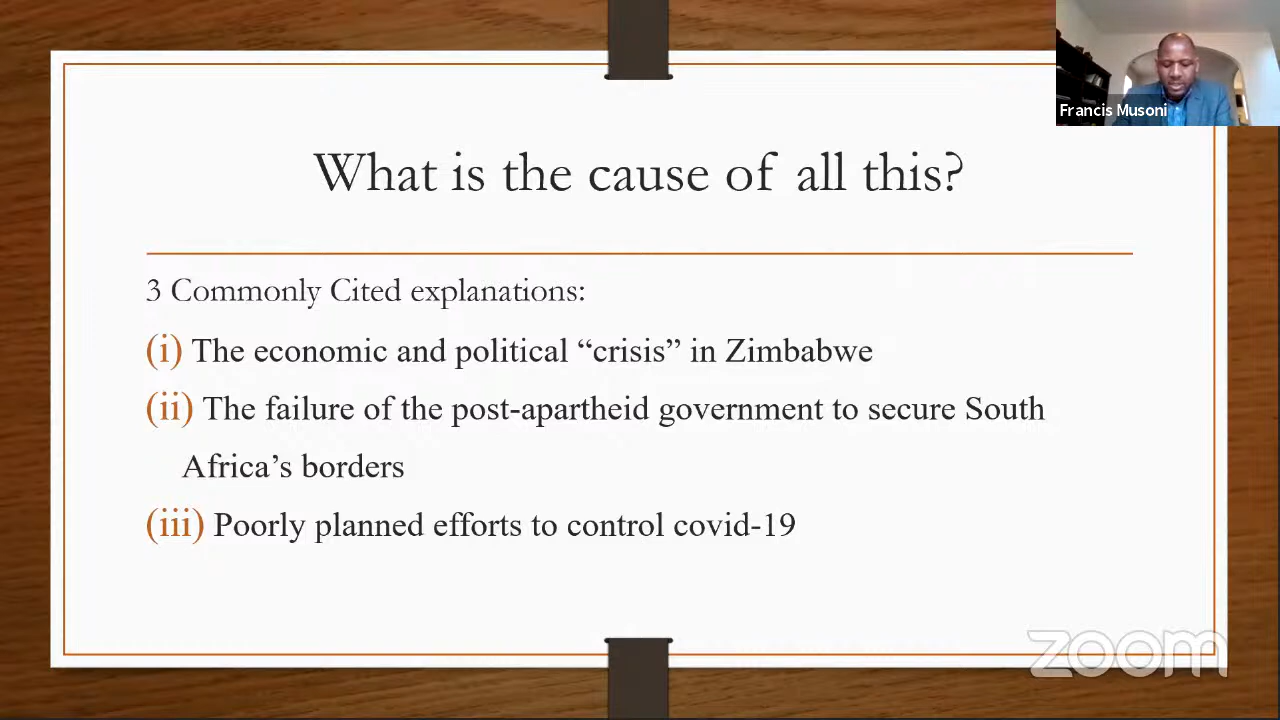 Francis Musoni
What is the cause of all this?
3 Commonly Cited explanations:
(i) The economic and political “crisis” in Zimbabwe
(ii) The failure of the post-apartheid government to secure South
Africa’s borders
(iii) Poorly planned efforts to control covid-19
zoom